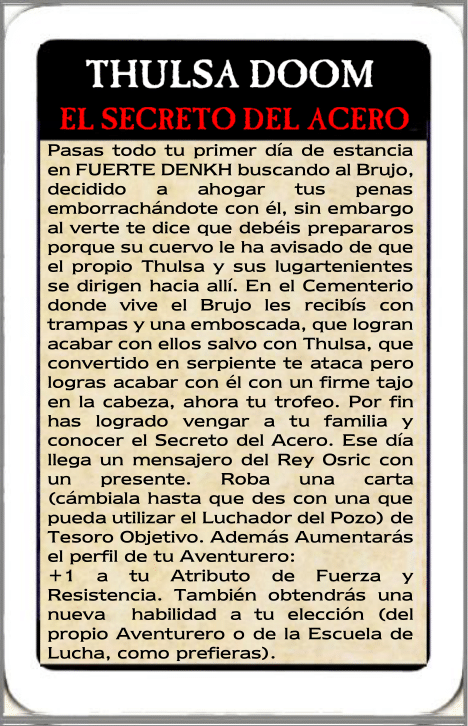 THULSA DOOM
EL SECRETO DEL ACERO
Pasas todo tu primer día de estancia
en FUERTE DENKH buscando al Brujo,
decidido a ahogar tus penas
emborrachándote con él, sin embargo
al verte te dice que debéis prepararos
porque su cuervo le ha avisado de que
el propio Thulsa y sus lugartenientes
se dirigen hacia allí. En el Cementerio
donde vive el Brujo les recibís con
trampas y una emboscada, que logran
acabar con ellos salvo con Thulsa, que
convertido en serpiente te ataca pero
logras acabar con él con un firme tajo
en la cabeza, ahora tu trofeo. Por fin
has logrado vengar a tu familia y
conocer el Secreto del Acero. Ese día
llega un mensajero del Rey Osric con
un presente. Roba una carta
(cámbiala hasta que des con una que
pueda utilizar el Luchador del Pozo) de
Tesoro Objetivo. Además Aumentarás
el perfil de tu Aventurero:
+1 a tu Atributo de Fuerza y
Resistencia. También obtendrás una
nueva habilidad a tu elección (del
propio Aventurero o de la Escuela de
Lucha, como prefieras).